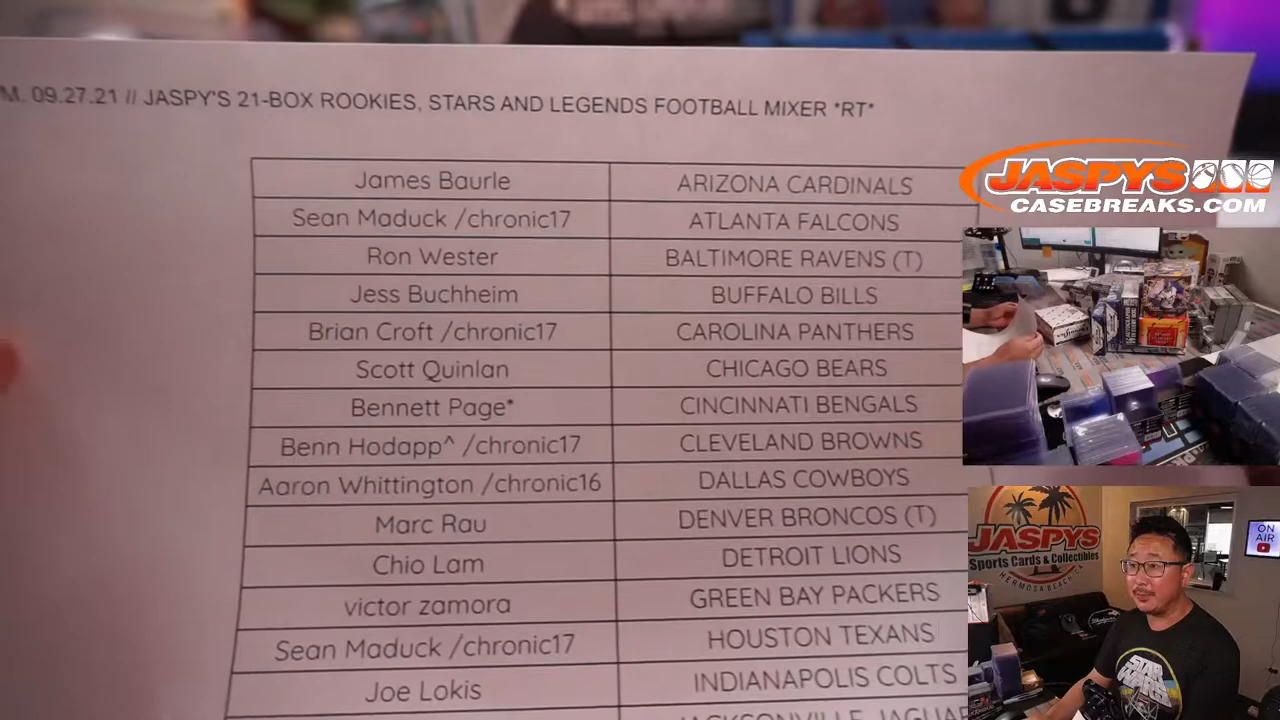 M. 09.27.21 // JASPY'S 21-BOX ROOKIES, STARS AND LEGENDS FOOTBALL MIXER *RT*
James Baurle ARIZONA CARDINALS
Sean Maduck /chronic17 ATLANTA FALCONS
Ron Wester BALTIMORE RAVENS (T)
Jess Buchheim BUFFALO BILLS
Brian Croft /chronic17 CAROLINA PANTHERS
Scott Quinlan CHICAGO BEARS
Bennett Page* CINCINNATI BENGALS
Benn Hodapp^ /chronic17 CLEVELAND BROWNS
Aaron Whittington /chronic16 DALLAS COWBOYS
Marc Rau DENVER BRONCOS (T)
Chio Lam DETROIT LIONS
victor zamora GREEN BAY PACKERS
Sean Maduck /chronic17 HOUSTON TEXANS
Joe Lokis INDIANAPOLIS COLTS
JACKSONVILLE JAGUAR
JASPYS
CASEBREAKS.COM
JASPYS
Sports Cards & Collectibles
HERMOSA BEACH, CA
ON
AIR
STAR
WARS